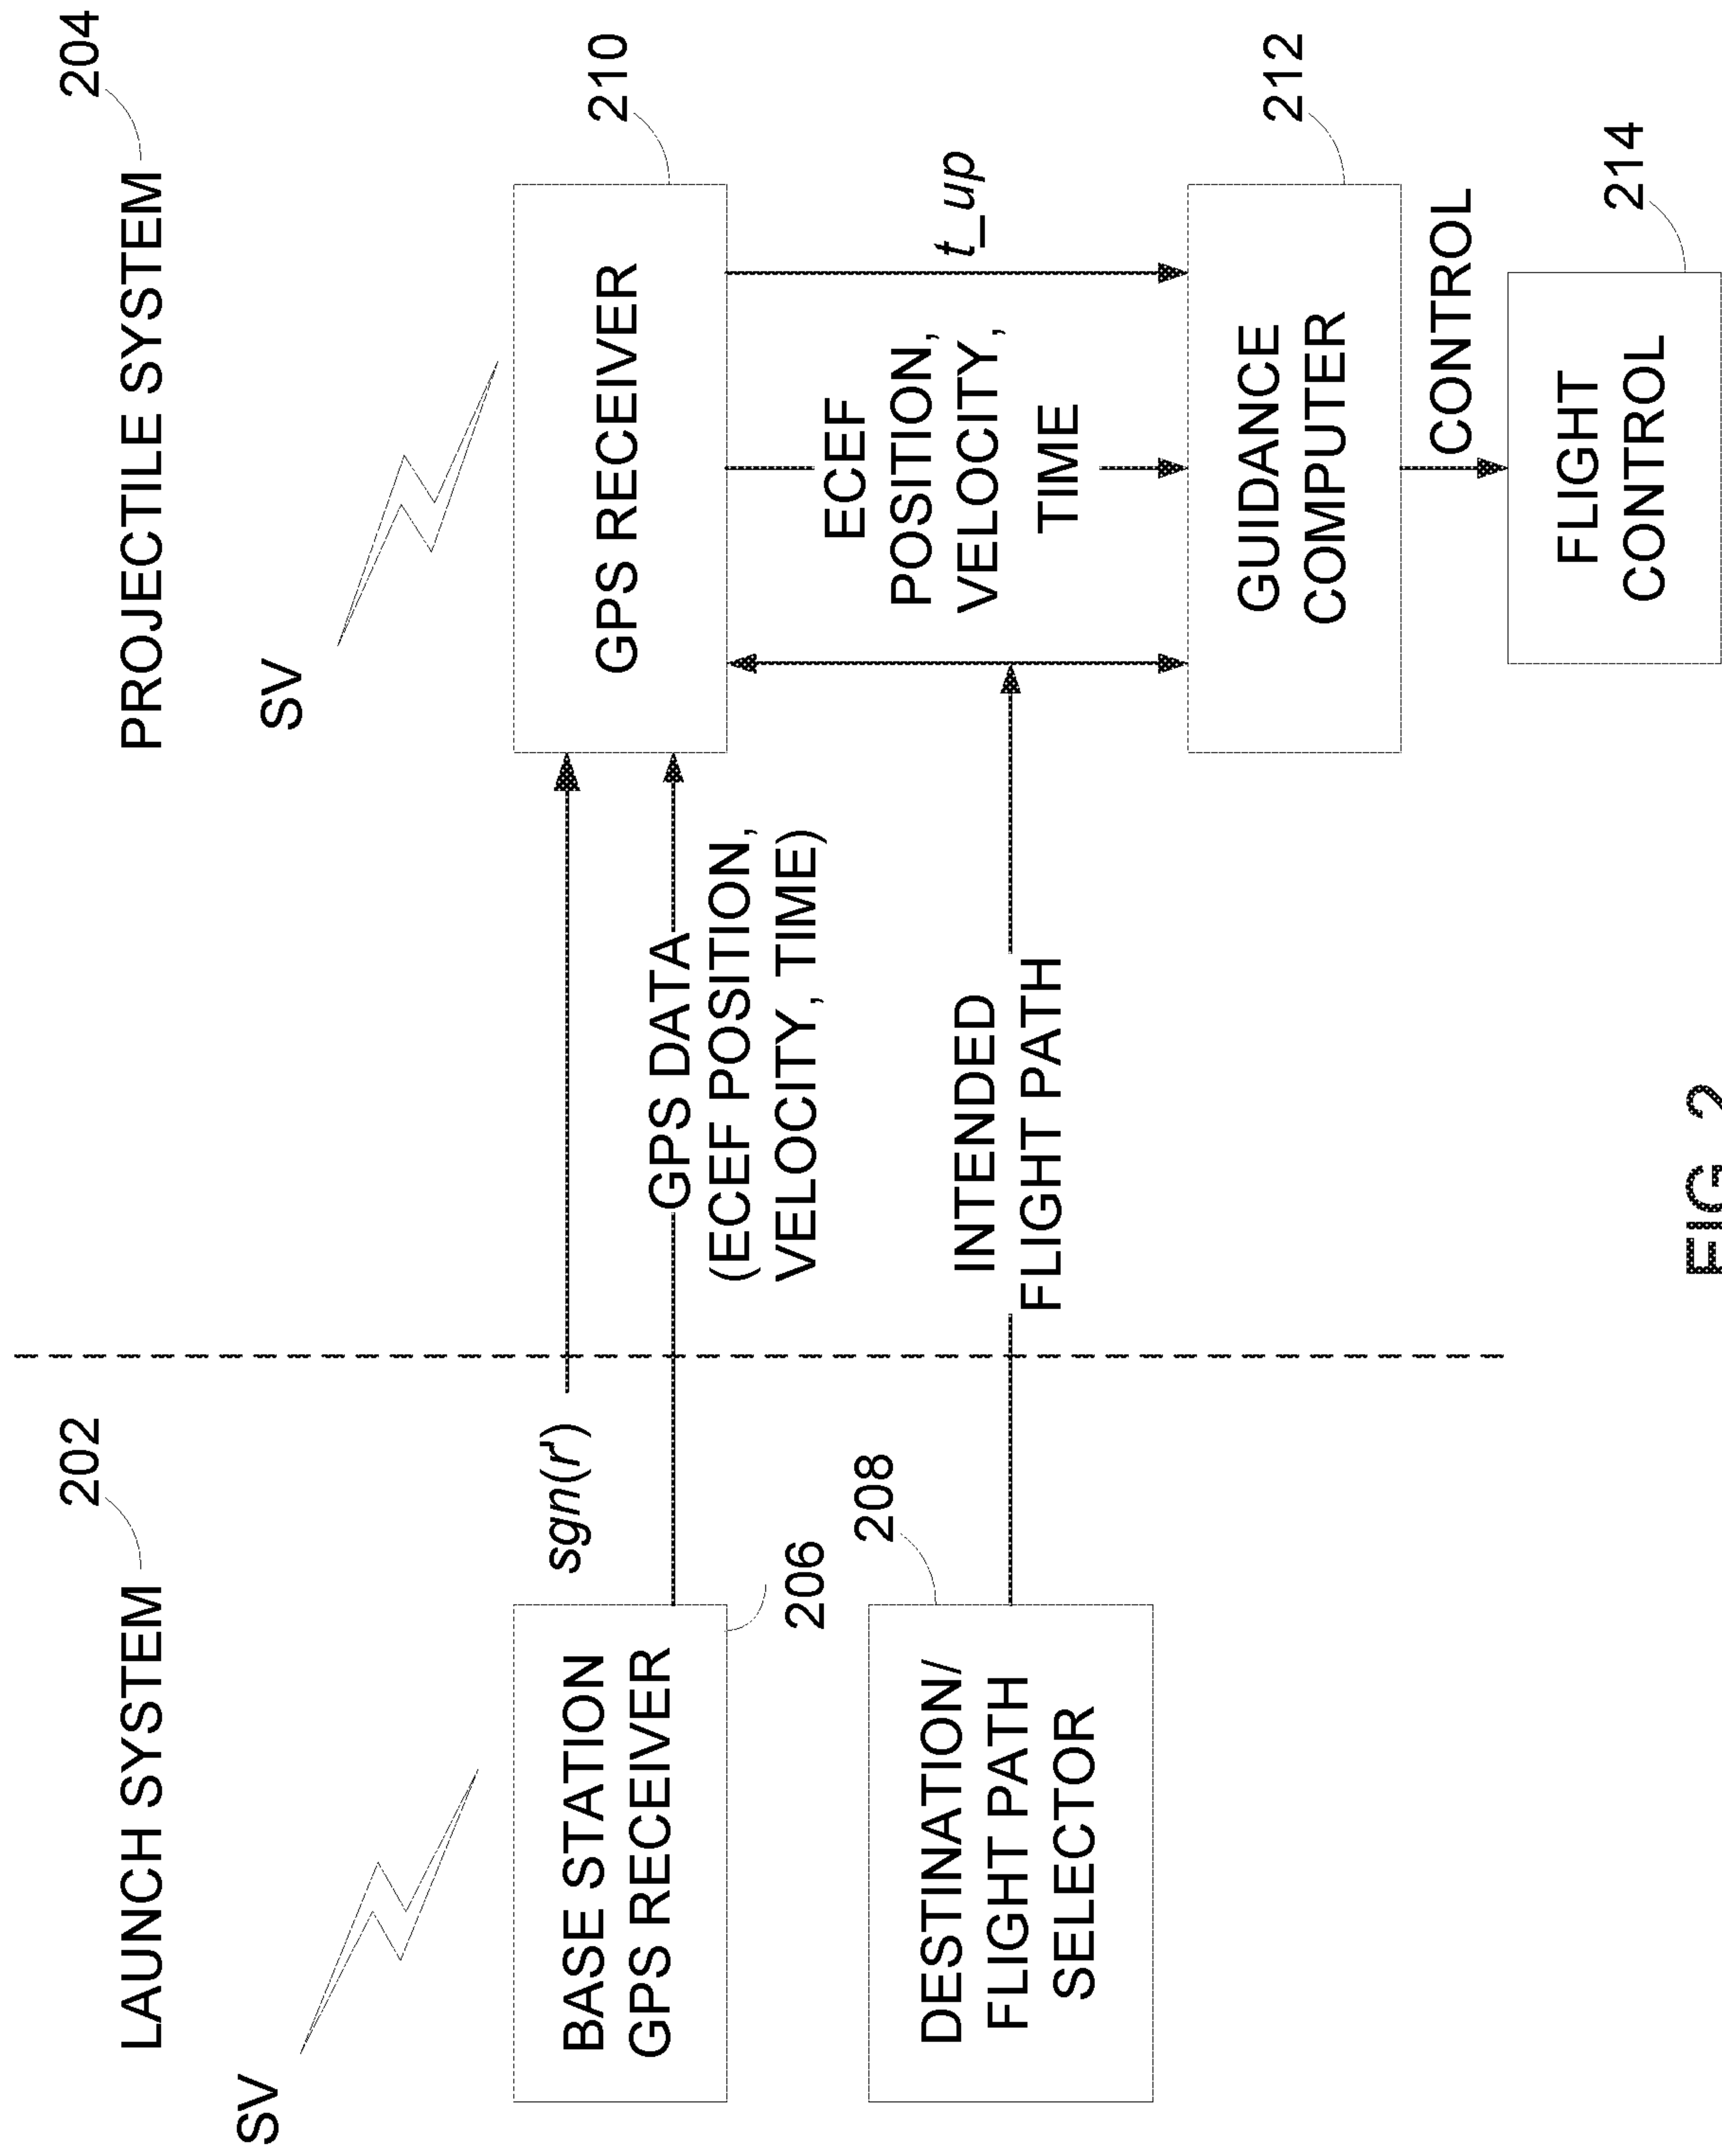 LAUNCH SYSTEM
202
PROJECTILE SYSTEM
204
SV
SV
BASE STATION
GPS RECEIVER
206
sgn(r')
GPS DATA
(ECEF POSITION,
VELOCITY, TIME)
GPS RECEIVER
210
DESTINATION/
FLIGHT PATH
SELECTOR
208
INTENDED
FLIGHT PATH
ECEF
POSITION,
VELOCITY,
TIME
t_up
GUIDANCE
COMPUTER
212
CONTROL
FLIGHT
CONTROL
214
FIG. 2